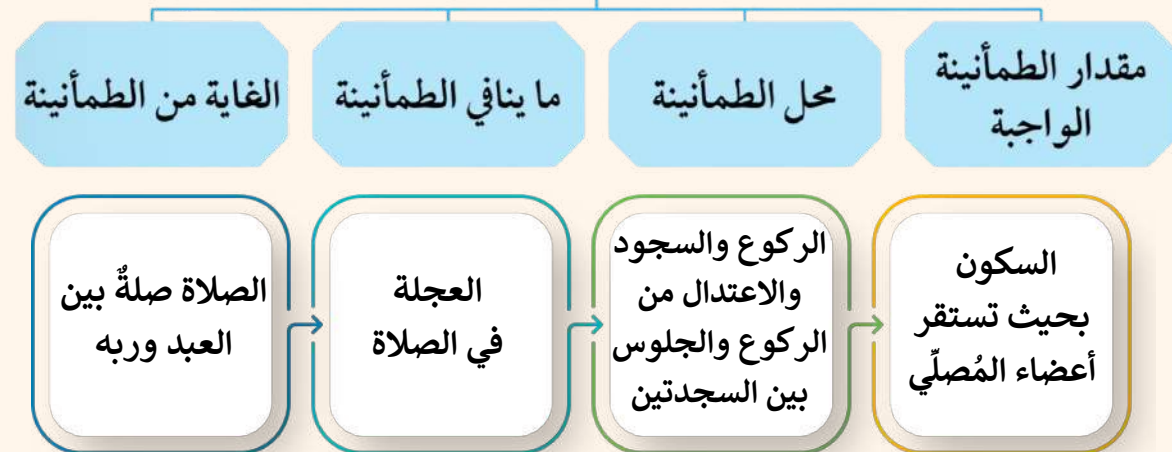 مقدار الطمأنينة
الواجبة
محل الطمأنينة
ما ينافي الطمأنينة
الغاية من الطمأنينة
السكون
بحيث تستقر
أعضاء المُصلِّي
الركوع والسجود
والاعتدال من
الركوع والجلوس
بين السجدتين
العجلة
في الصلاة
الصلاة صلةٌ بين
العبد وربه